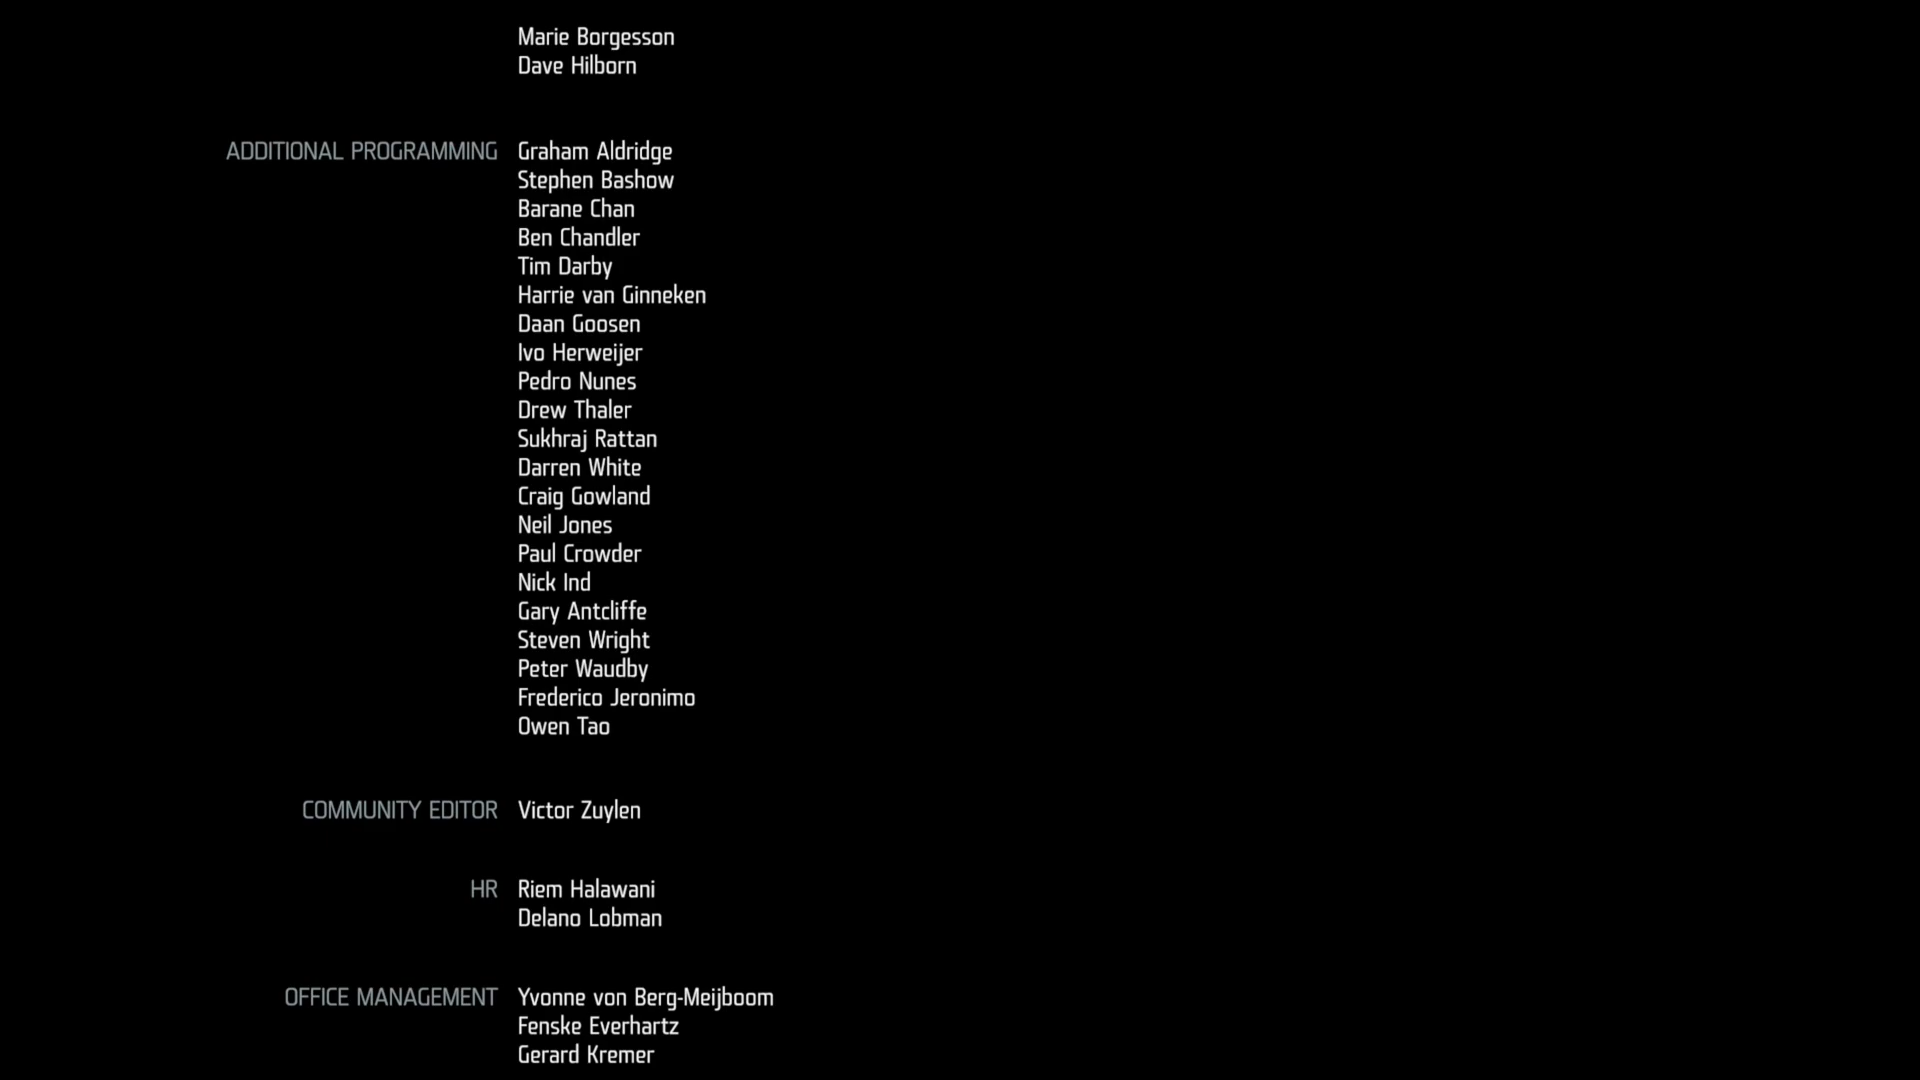 Marie Borgesson
Dave Hilborn
ADDITIONAL PROGRAMMING Graham Aldridge
Stephen Bashow
Barane Chan
Ben Chandler
Tim Darby
Harrie van Ginneken
Daan Goosen
Ivo Herweijer
Pedro Nunes
Drew Thaler
Sukhraj Rattan
Darren White
Craig Gowland
Neil Jones
Paul Crowder
Nick Ind
Gary Antcliffe
Steven Wright
Peter Waudby
Frederico Jeronimo
Owen Tao
COMMUNITY EDITOR Victor Zuylen
HR Riem Halawani
Delano Lobman
OFFICE MANAGEMENT Yvonne von Berg-Meijboom
Fenske Everhartz
Gerard Kremer